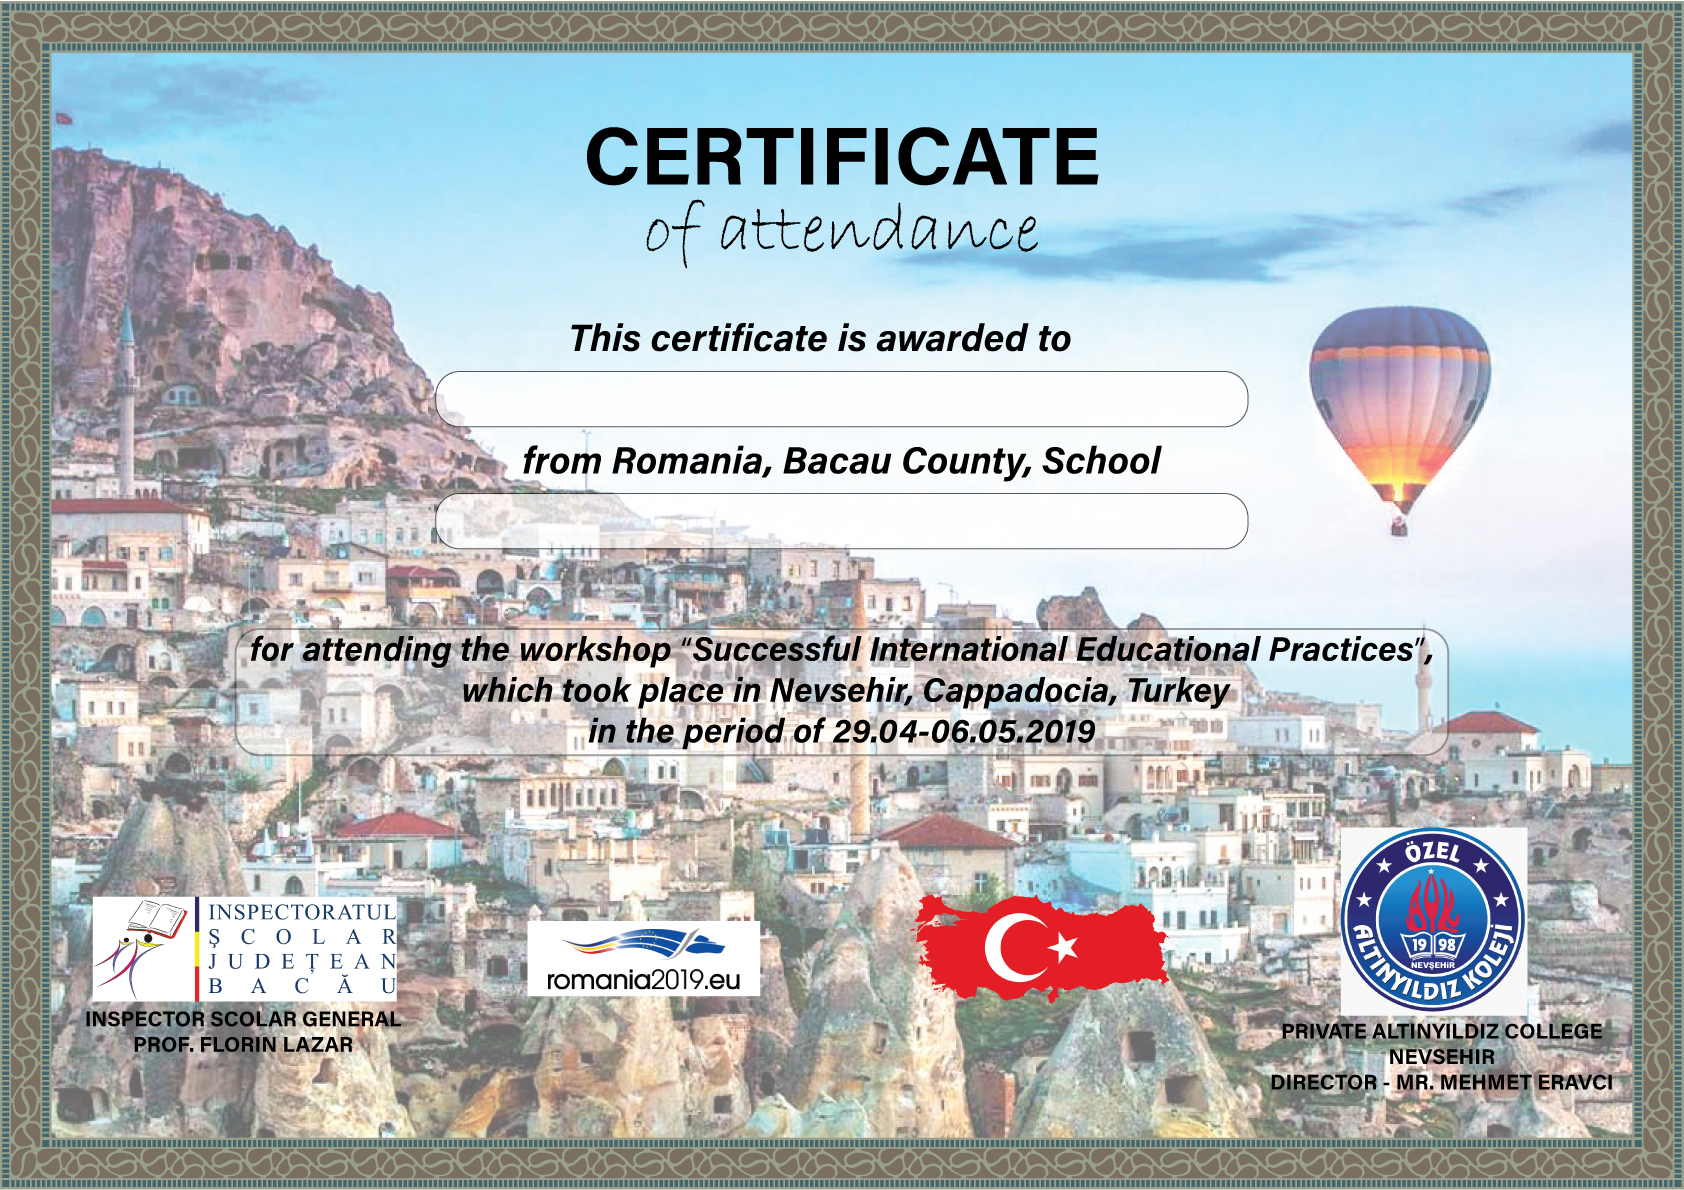 CERTIFICATE
of attendance
This certificate is awarded to
from Romania, Bacau County, School
for attending the workshop “Successful International Educational Practices”,
which took place in Nevsehir, Cappadocia, Turkey
in the period of 29.04-06.05.2019
INSPECTORATUL
ŞCOLAR
JUDEŢEAN
BACĂU
INSPECTOR SCOLAR GENERAL
PROF. FLORIN LAZAR
romania2019.eu
ÖZEL
ALTINYILDIZ KOLEJİ
1998
NEVŞEHİR
PRIVATE ALTINYILDIZ COLLEGE
NEVSEHIR
DIRECTOR - MR. MEHMET ERAVCI